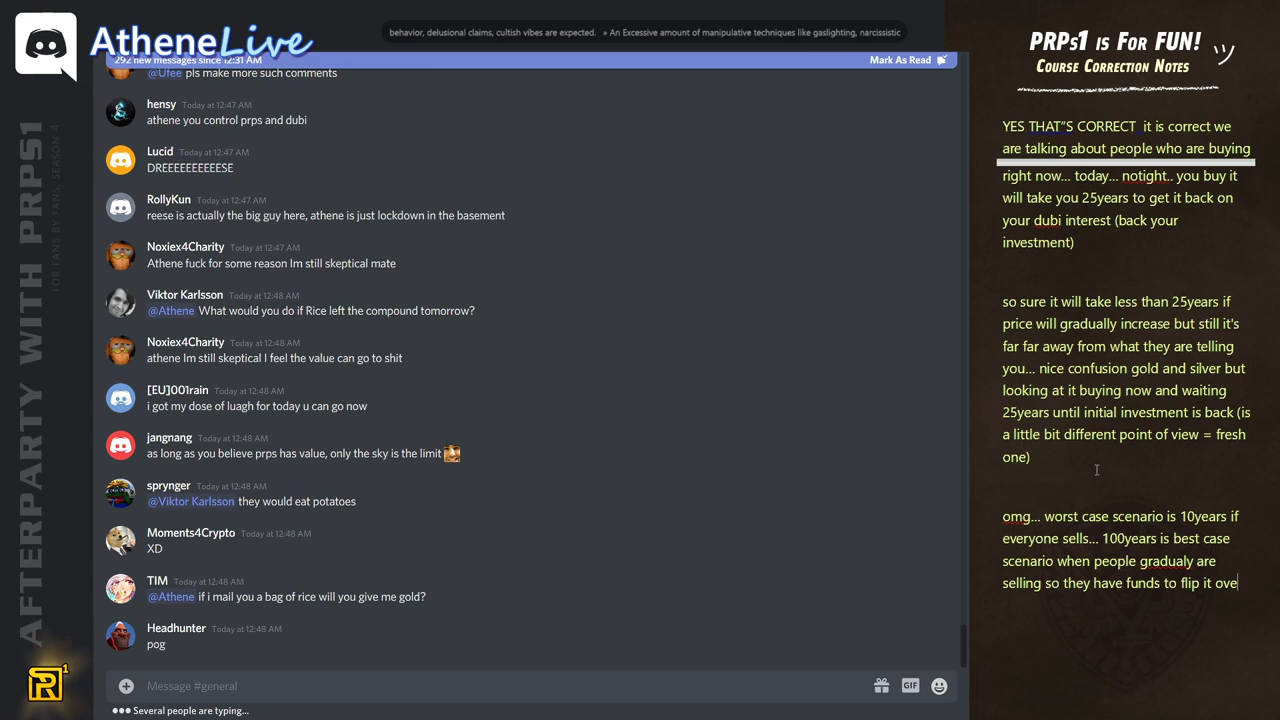 AtheneLive
behavior, delusional claims, cultish vibes are expected.   » An Excessive amount of manipulative techniques like gaslighting, narcissistic
292 new messages since 12:31 AM
Mark As Read
@Ufee pls make more such comments
hensy Today at 12:47 AM
athene you control prps and dubi
Lucid Today at 12:47 AM
DREEEEEEEEEESE
RollyKun Today at 12:47 AM
reese is actually the big guy here, athene is just lockdown in the basement
Noxiex4Charity Today at 12:47 AM
Athene fuck for some reason Im still skeptical mate
Viktor Karlsson Today at 12:48 AM
@Athene What would you do if Rice left the compound tomorrow?
Noxiex4Charity Today at 12:48 AM
athene Im still skeptical I feel the value can go to shit
[EU]001rain Today at 12:48 AM
i got my dose of luagh for today u can go now
jangnang Today at 12:48 AM
as long as you believe prps has value, only the sky is the limit
sprynger Today at 12:48 AM
@Viktor Karlsson they would eat potatoes
Moments4Crypto Today at 12:48 AM
XD
TIM Today at 12:48 AM
@Athene if i mail you a bag of rice will you give me gold?
Headhunter Today at 12:48 AM
pog
Message #general
GIF
Several people are typing...
AFTERPARTY WITH PRPS1
FOR FANS BY FANS, SEASON 4
R1
PRPs1 is For FUN!
Course Correction Notes
YES THAT"S CORRECT  it is correct we
are talking about people who are buying
right now... today... notight.. you buy it
will take you 25years to get it back on
your dubi interest (back your
investment)
so sure it will take less than 25years if
price will gradually increase but still it's
far far away from what they are telling
you... nice confusion gold and silver but
looking at it buying now and waiting
25years until initial investment is back (is
a little bit different point of view = fresh
one)
omg... worst case scenario is 10years if
everyone sells... 100years is best case
scenario when people gradualy are
selling so they have funds to flip it ove